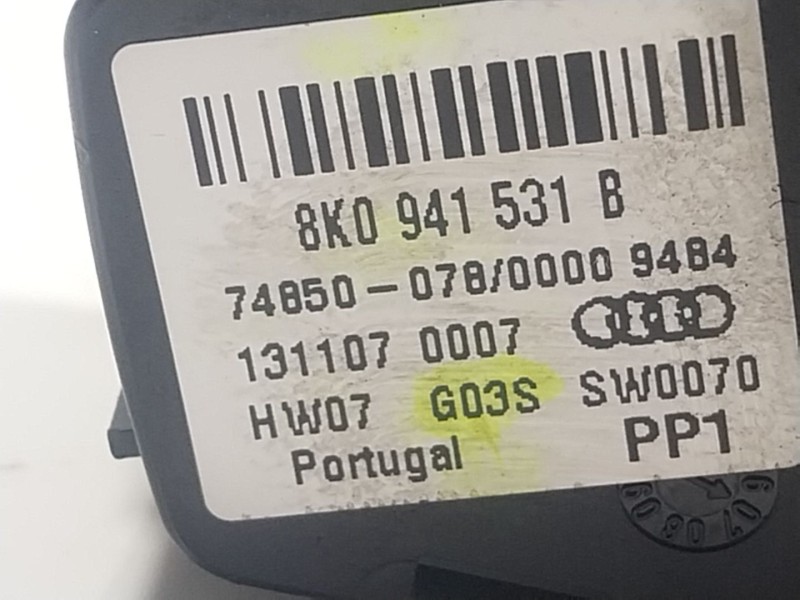 8K0 941 531 B
74850-078/0000 9484
131107 0007
HW07 G03S SW0070
Portugal PP1